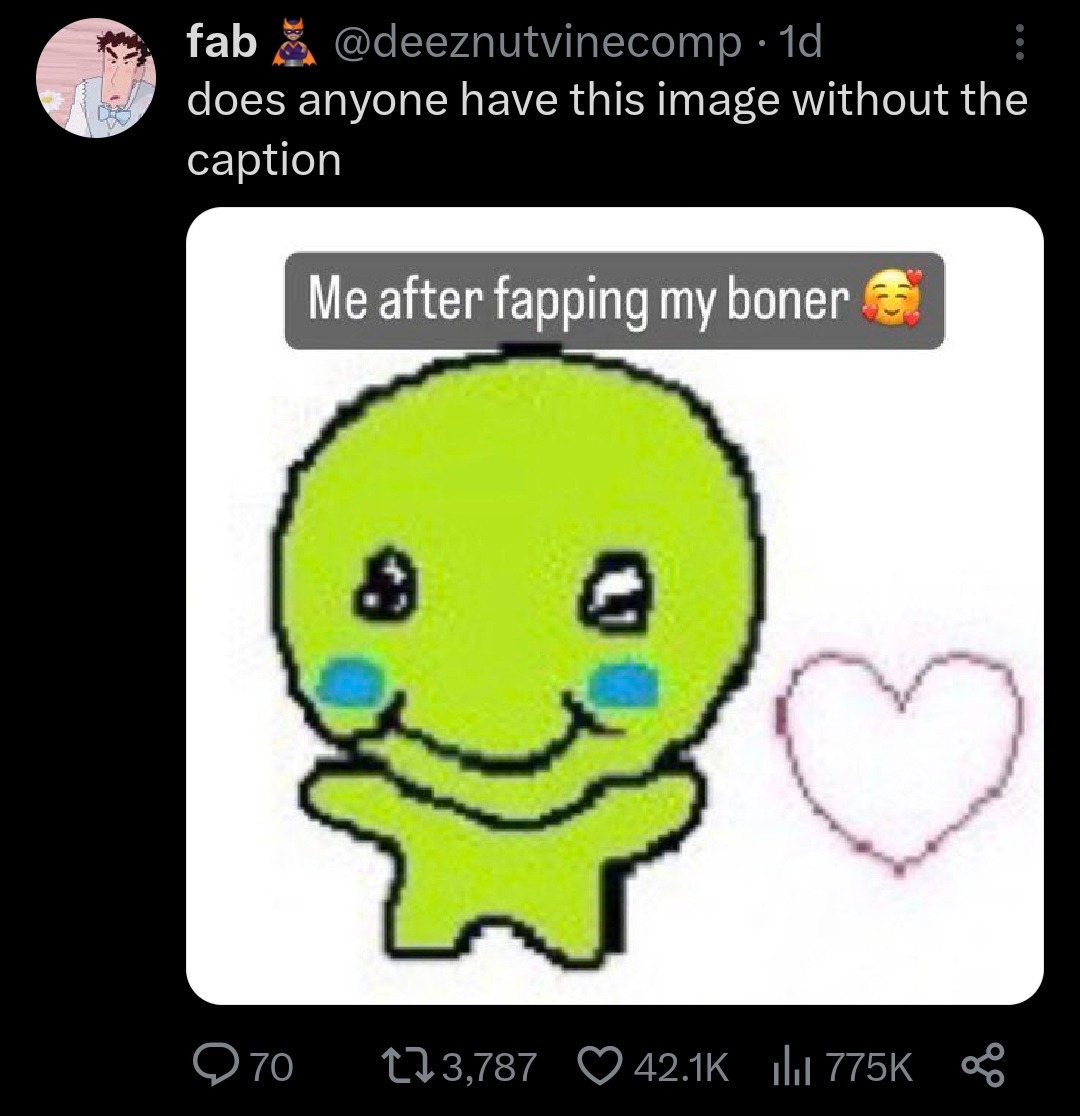 fab 🦹🏾‍♀️ @deeznutvinecomp · 1d
does anyone have this image without the
caption
Me after fapping my boner 🥰
70 3,787 42.1K 775K